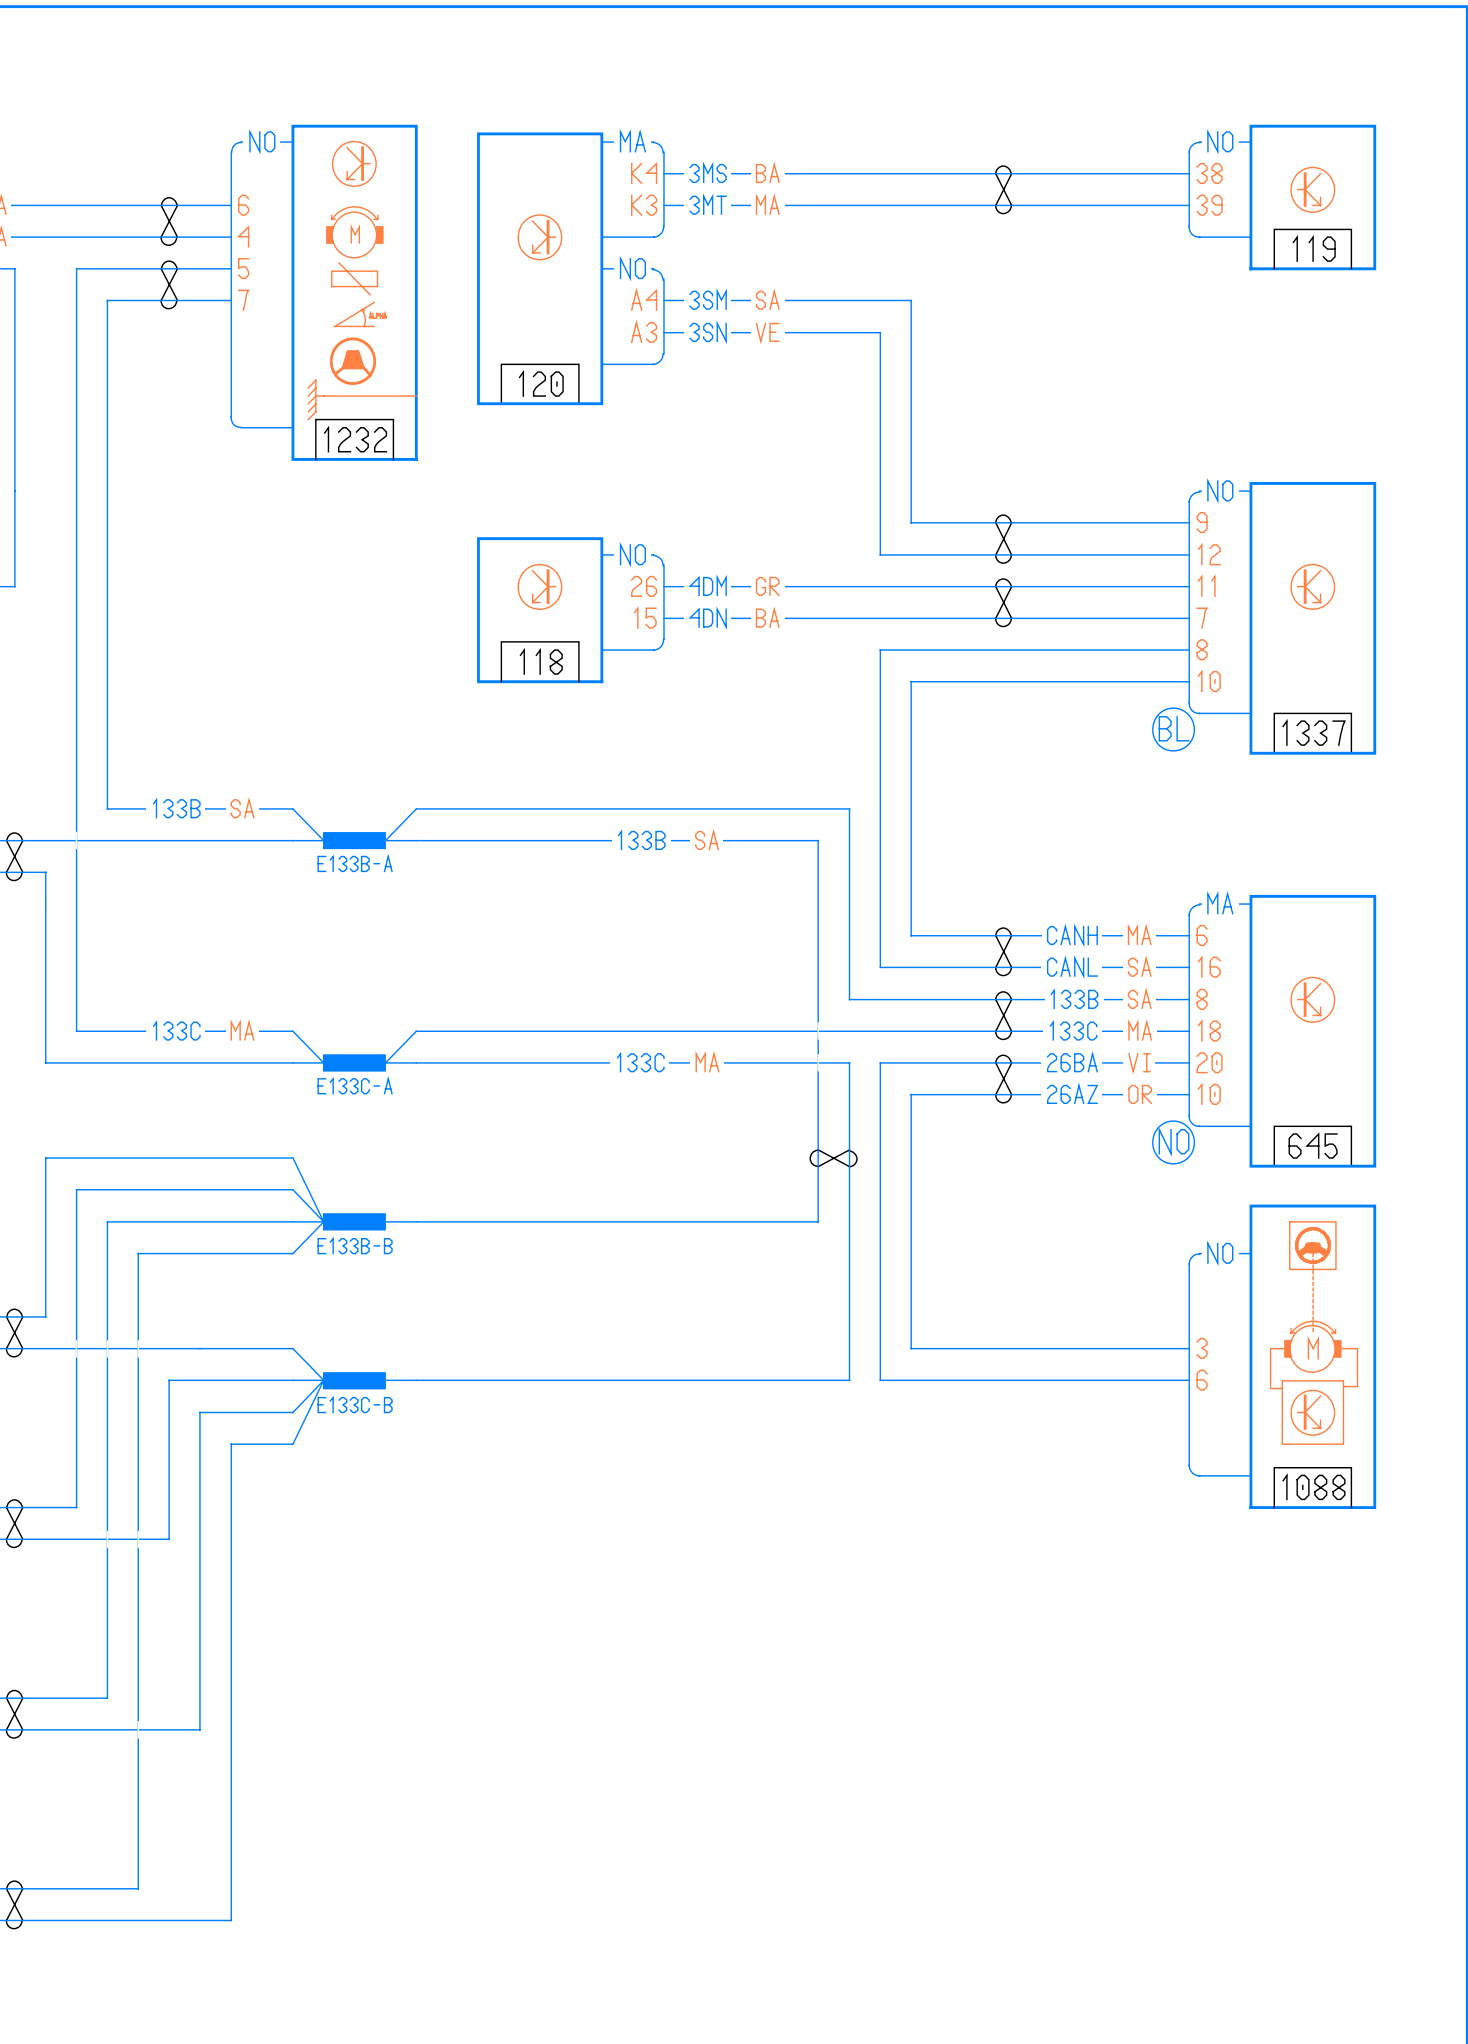 NO
MA
NO
K4 3MS BA
38
A
6
K3 3MT MA
39
A
4
M
119
5
NO
7
A4 3SM SA
ALPHA
A3 3SN VE
120
1232
NO
9
NO
12
26 4DM GR
11
15 4DN BA
7
8
118
10
BL
1337
133B SA
133B SA
E133B-A
MA
CANH MA 6
CANL SA 16
133B SA 8
133C MA
133C MA 18
133C MA
26BA VI 20
E133C-A
26AZ OR 10
NO
645
E133B-B
NO
3
M
6
E133C-B
1088